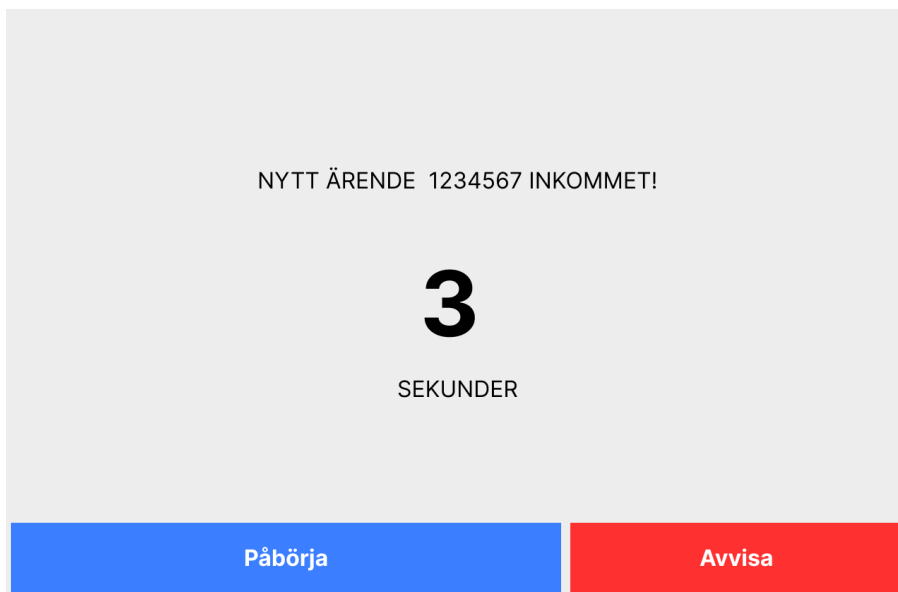 NYTT ÄRENDE  1234567 INKOMMET!
3
SEKUNDER
Påbörja
Avvisa